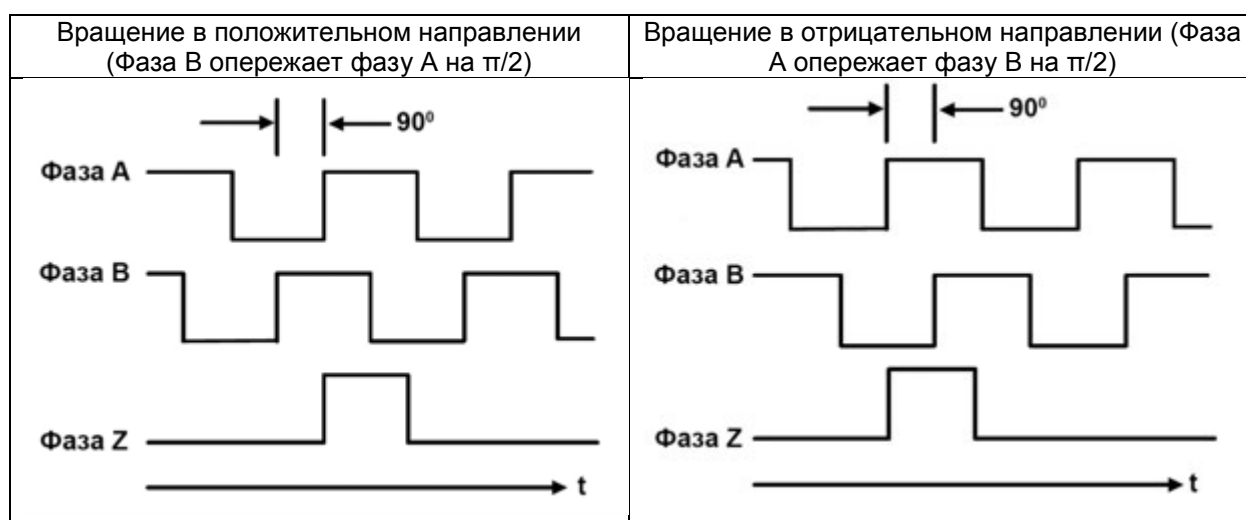 Вращение в положительном направлении
(Фаза B опережает фазу A на π/2)
Вращение в отрицательном направлении (Фаза
A опережает фазу B на π/2)
90⁰
Фаза A
Фаза B
Фаза Z
t
90⁰
Фаза A
Фаза B
Фаза Z
t